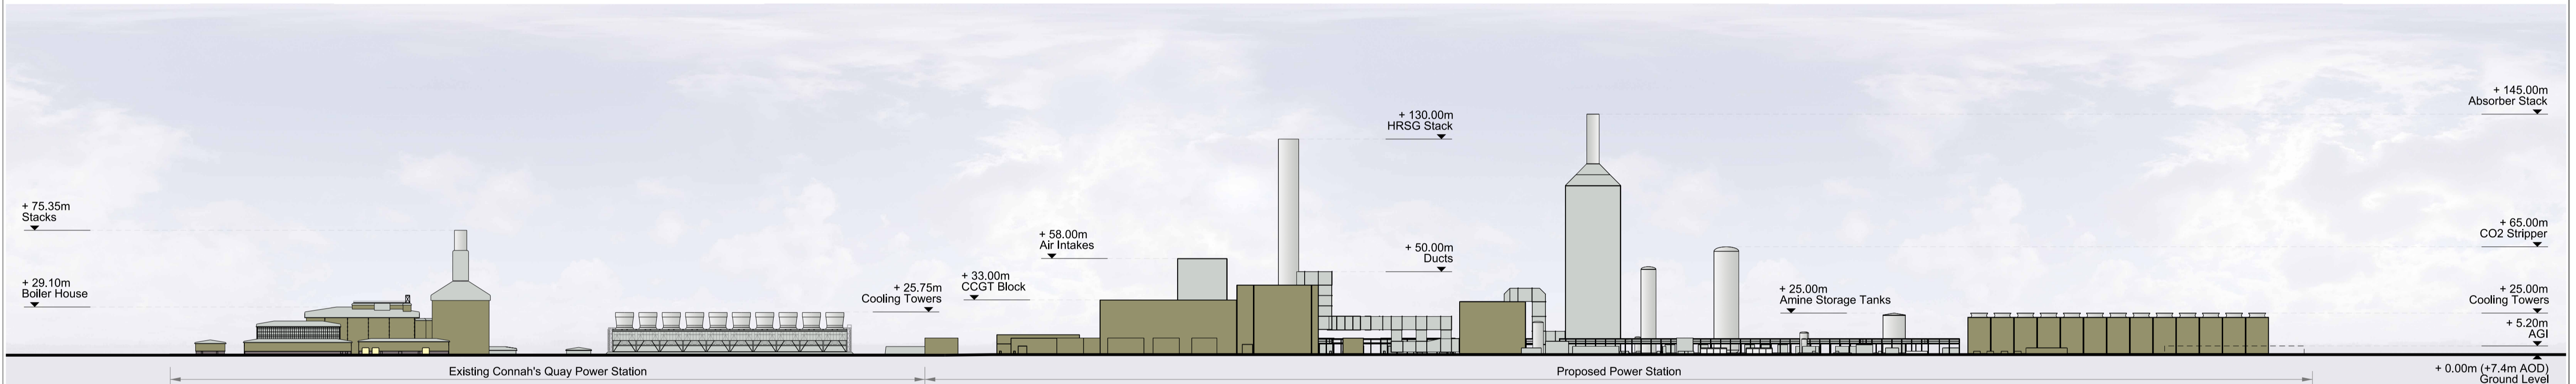 + 75.35m
Stacks
+ 29.10m
Boiler House
+ 25.75m
Cooling Towers
+ 33.00m
CCGT Block
+ 58.00m
Air Intakes
+ 130.00m
HRSG Stack
+ 50.00m
Ducts
+ 25.00m
Amine Storage Tanks
+ 145.00m
Absorber Stack
+ 65.00m
CO2 Stripper
+ 25.00m
Cooling Towers
+ 5.20m
AGI
+ 0.00m (+7.4m AOD)
Ground Level
Existing Connah's Quay Power Station
Proposed Power Station